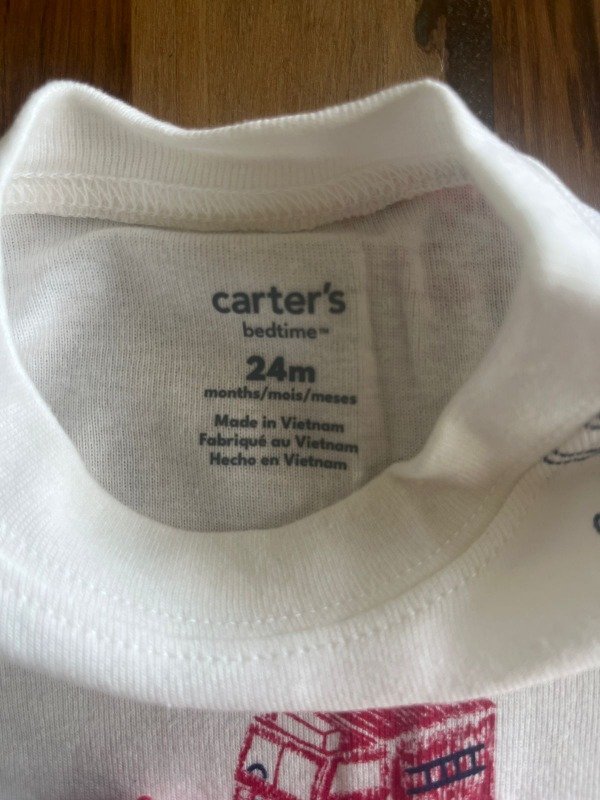 carter's
bedtime™
24m
months/mois/meses
Made in Vietnam
Fabriqué au Vietnam
Hecho en Vietnam